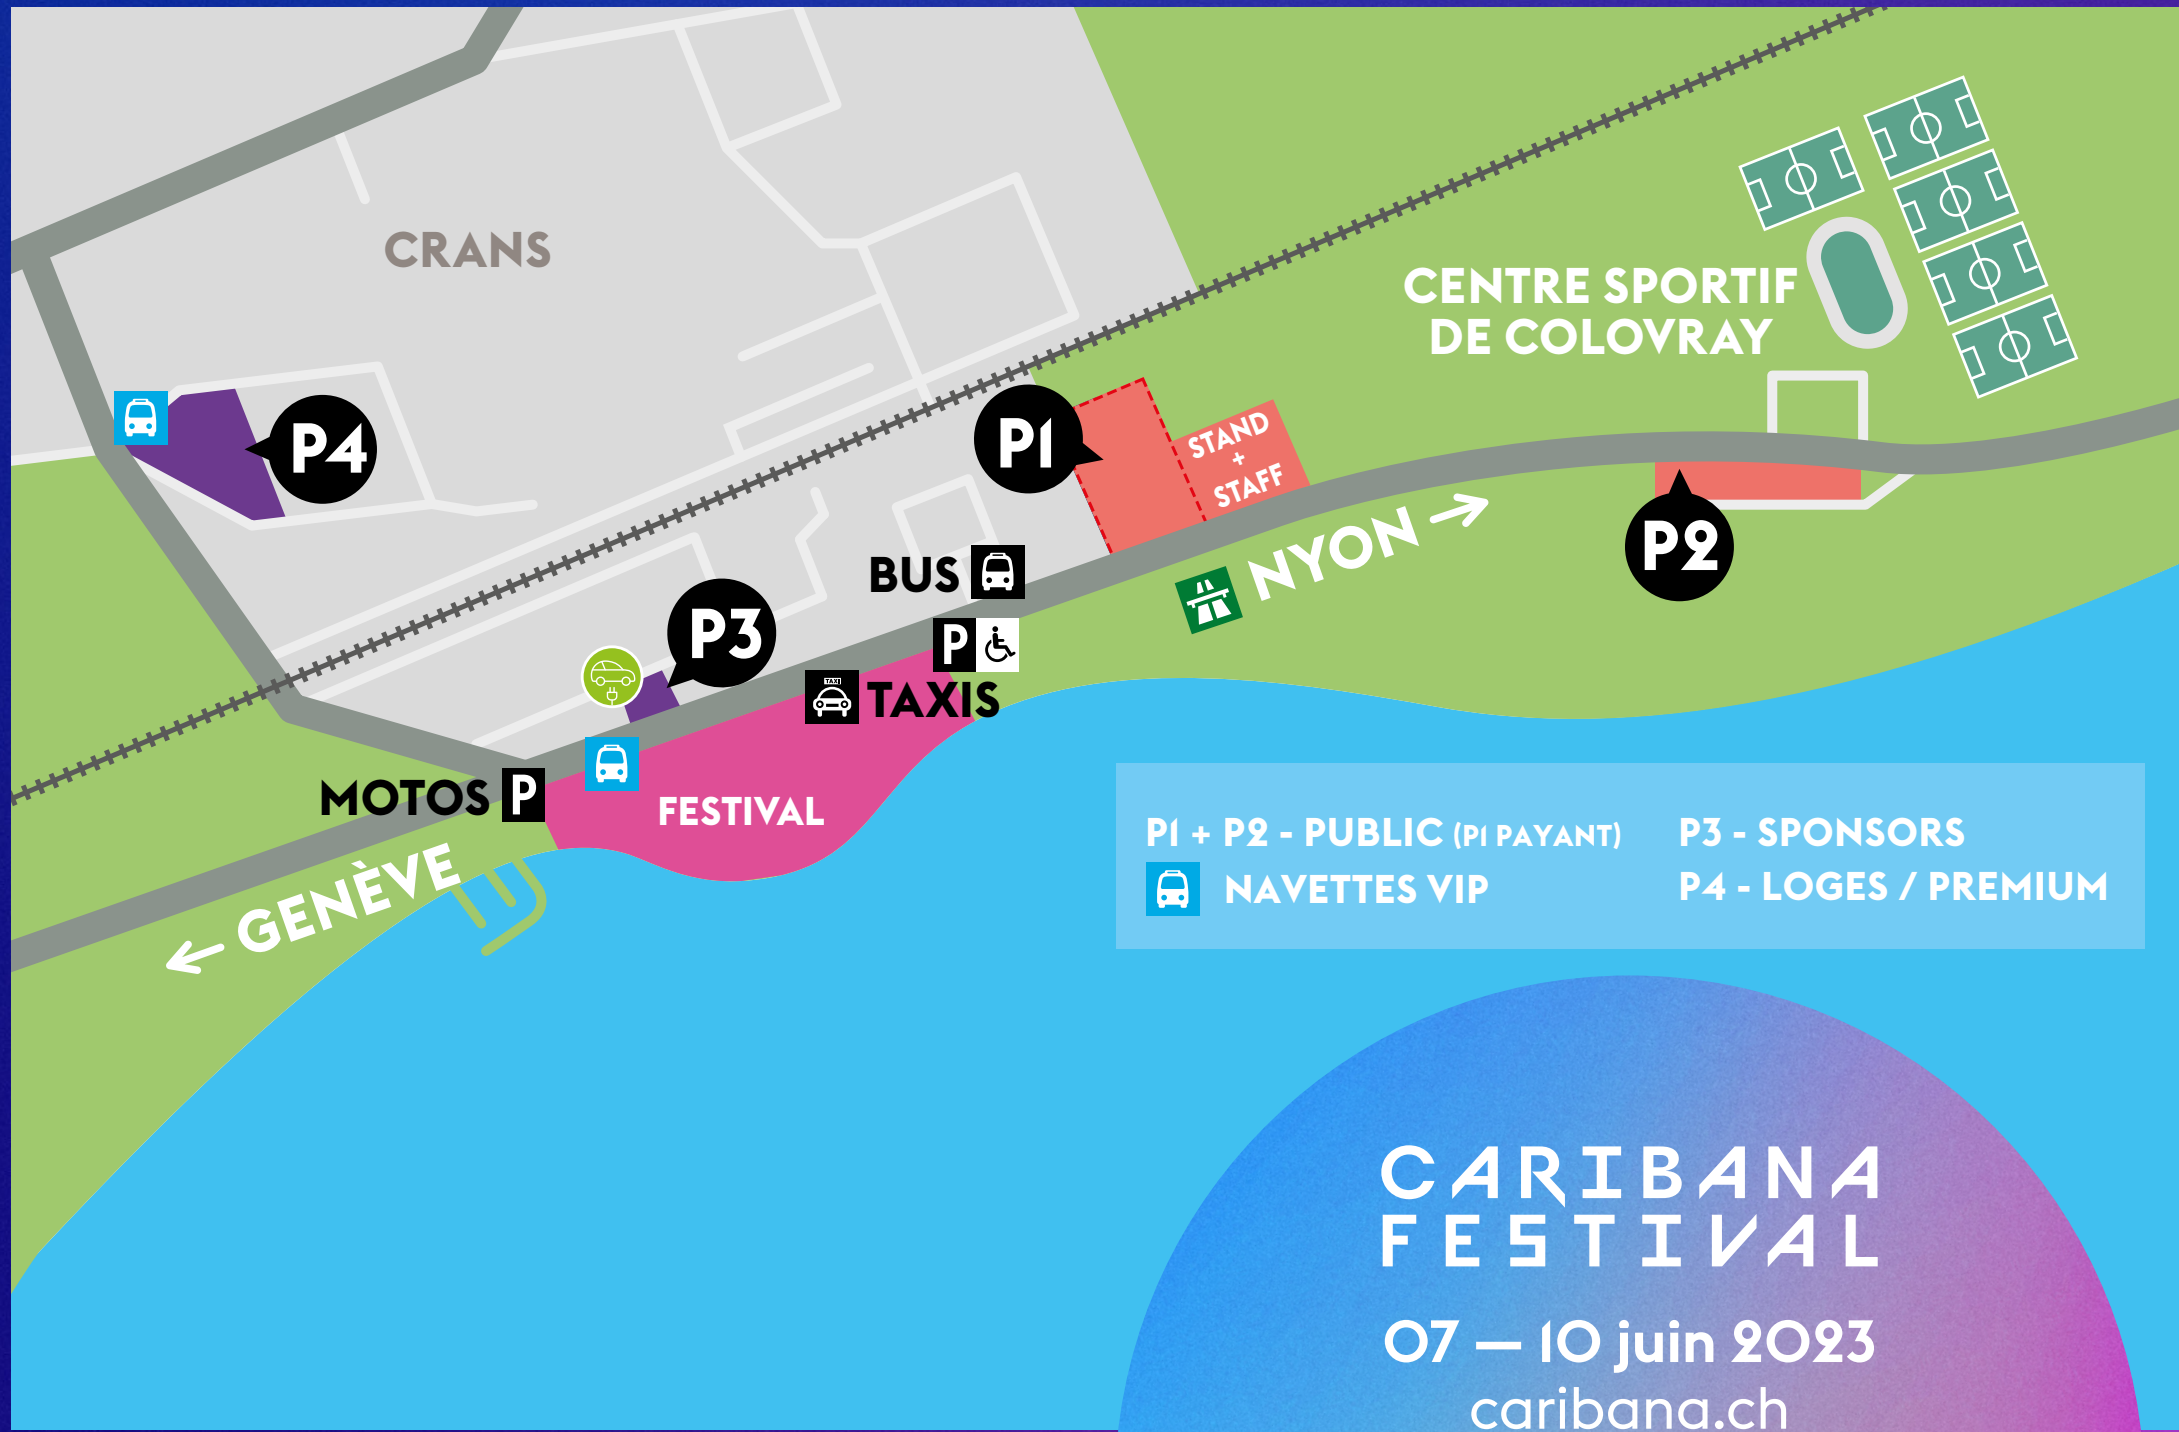 CRANS
CENTRE SPORTIF
DE COLOVRAY
P4
P1
STAND
+
STAFF
NYON →
P2
BUS
P3
P
TAXI
TAXIS
MOTOS P
FESTIVAL
← GENÈVE
P1 + P2 - PUBLIC (P1 PAYANT)
NAVETTES VIP
P3 - SPONSORS
P4 - LOGES / PREMIUM
CARIBANA
FESTIVAL
07 — 10 juin 2023
caribana.ch